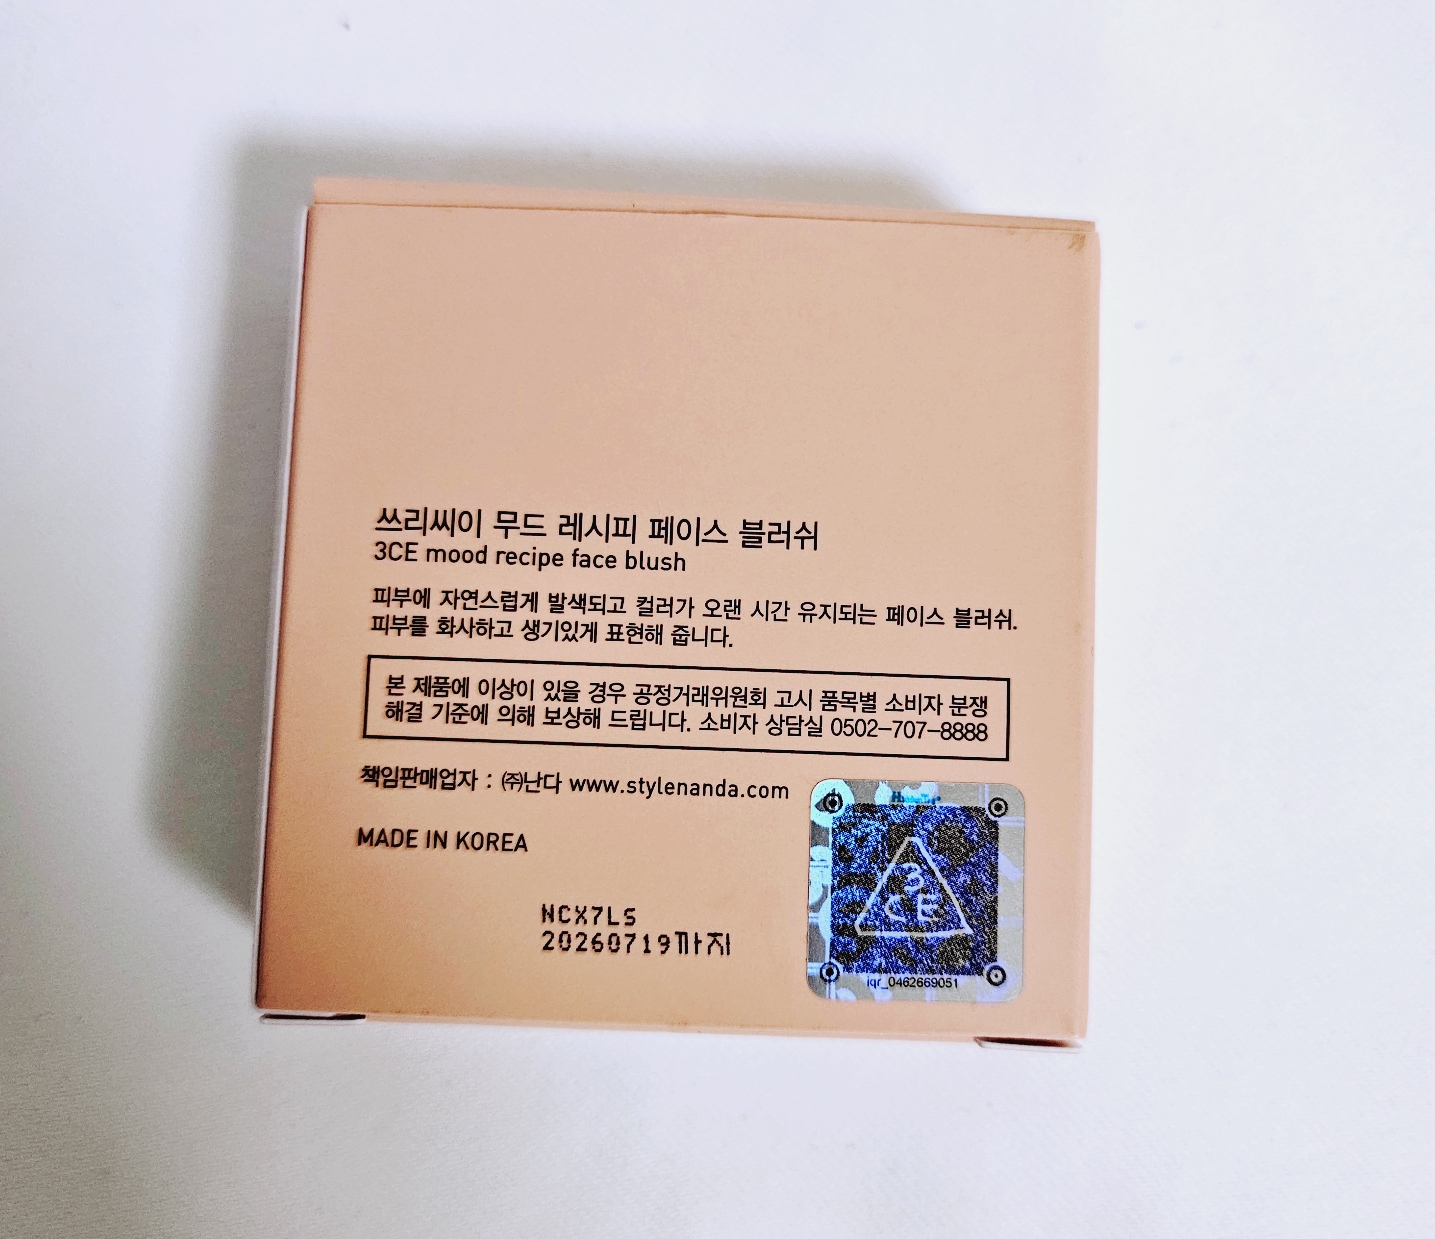 쓰리씨이 무드 레시피 페이스 블러쉬
3CE mood recipe face blush
피부에 자연스럽게 발색되고 컬러가 오랜 시간 유지되는 페이스 블러쉬.
피부를 화사하고 생기있게 표현해 줍니다.
본 제품에 이상이 있을 경우 공정거래위원회 고시 품목별 소비자 분쟁
해결 기준에 의해 보상해 드립니다. 소비자 상담실 0502-707-8888
책임판매업자 : ㈜난다 www.stylenanda.com
MADE IN KOREA
NCX7LS
20260719까지
3
CE
iqr_0462669051